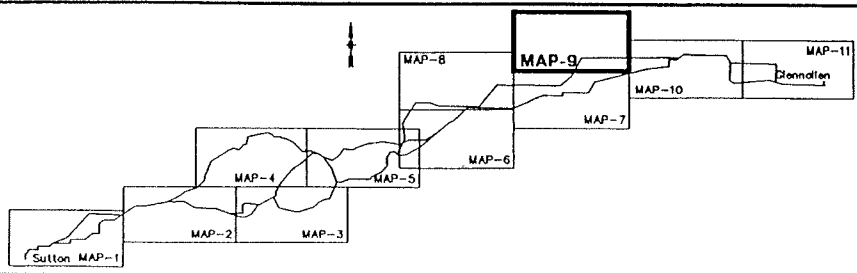 MAP-11
MAP-8
MAP-9
Glennallen
MAP-10
MAP-7
MAP-6
MAP-4
MAP-5
MAP-2
MAP-3
Sutton MAP-1